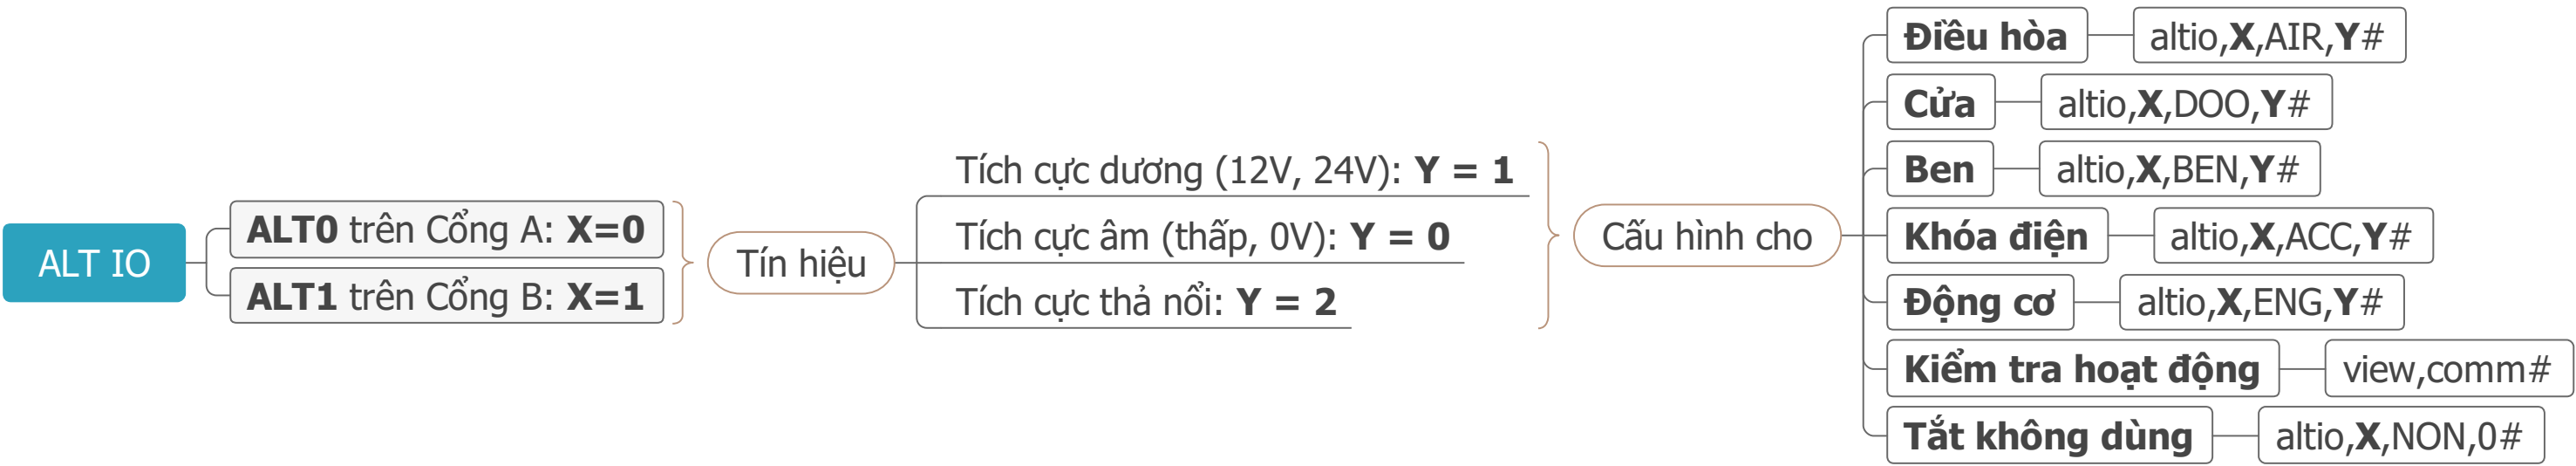 ALT IO
ALT0 trên Cổng A: X=0
ALT1 trên Cổng B: X=1
Tín hiệu
Tích cực dương (12V, 24V): Y = 1
Tích cực âm (thấp, 0V): Y = 0
Tích cực thả nổi: Y = 2
Cấu hình cho
Điều hòa
altio,X,AIR,Y#
Cửa
altio,X,DOO,Y#
Ben
altio,X,BEN,Y#
Khóa điện
altio,X,ACC,Y#
Động cơ
altio,X,ENG,Y#
Kiểm tra hoạt động
view,comm#
Tắt không dùng
altio,X,NON,0#